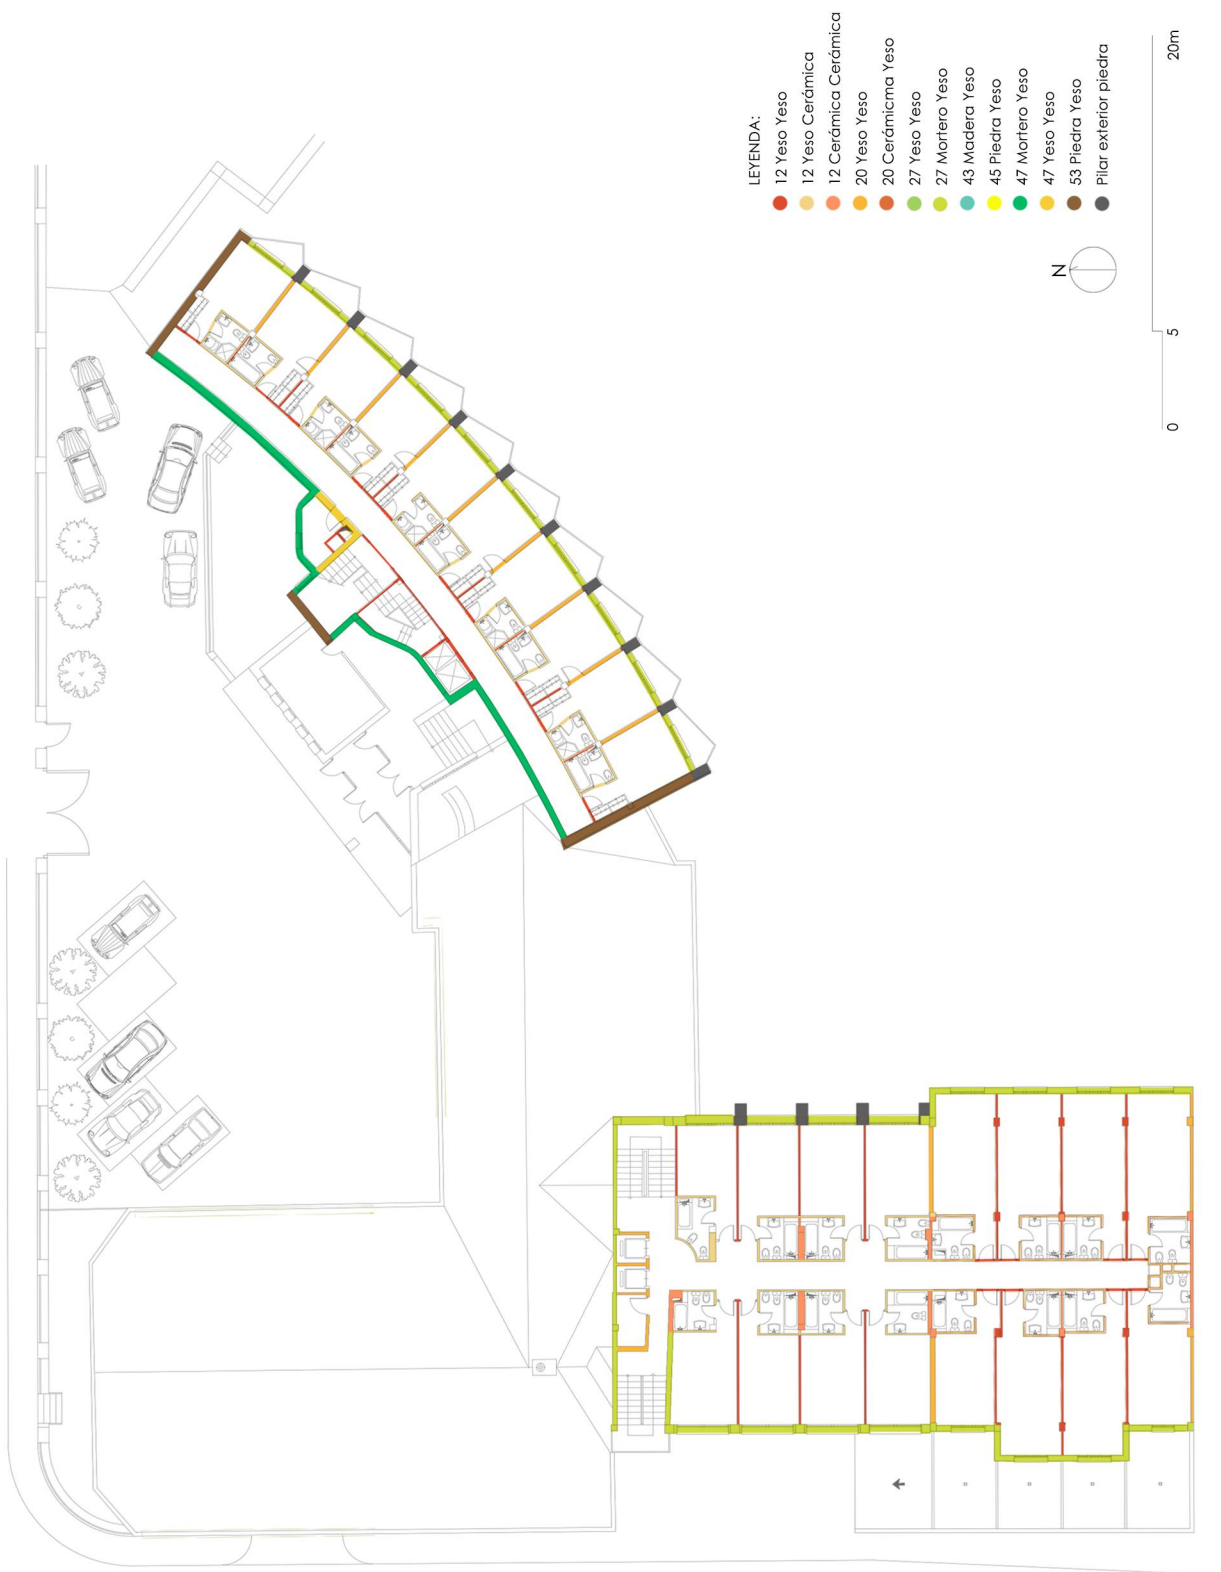 LEYENDA:
12 Yeso Yeso
12 Yeso Cerámica
12 Cerámica Cerámica
20 Yeso Yeso
20 Cerámicma Yeso
27 Yeso Yeso
27 Mortero Yeso
43 Madera Yeso
45 Piedra Yeso
47 Mortero Yeso
47 Yeso Yeso
53 Piedra Yeso
Pilar exterior piedra
N
0 5 20m